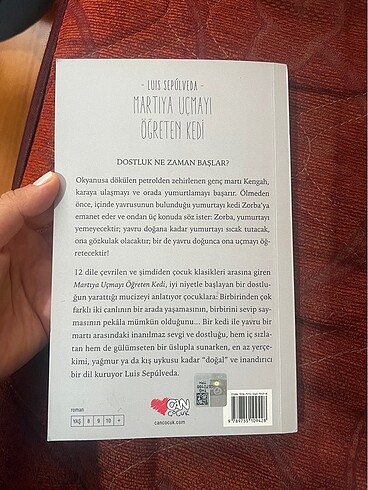 - LUIS SEPÚLVEDA -
MARTIYA UÇMAYI
ÖĞRETEN KEDİ
DOSTLUK NE ZAMAN BAŞLAR?
Okyanusa dökülen petrolden zehirlenen genç martı Kengah,
karaya ulaşmayı ve orada yumurtlamayı başarır. Ölmeden
önce, içinde yavrusunun bulunduğu yumurtayı kedi Zorba'ya
emanet eder ve ondan üç konuda söz ister: Zorba, yumurtayı
yemeyecektir; yavru doğana kadar yumurtayı sıcak tutacak,
ona gözkulak olacaktır; bir de yavru doğunca ona uçmayı öğ-
retecektir!
12 dile çevrilen ve şimdiden çocuk klasikleri arasına giren
Martıya Uçmayı Öğreten Kedi, iyi niyetle başlayan bir dostlu-
ğun yarattığı mucizeyi anlatıyor çocuklara: Birbirinden çok
farklı iki canlının bir arada yaşamasının, birbirini sevip say-
masının pekâla mümkün olduğunu... Bir kedi ile yavru bir
martı arasındaki inanılmaz sevgi ve dostluğu, hem iç sızla-
tan hem de gülümseten bir üslupla sunarken, en az yerçe-
kimi, yağmur ya da kış uykusu kadar "doğal" ve inandırıcı
bir dil kuruyor Luis Sepúlveda.
roman
YAŞ 8 9 10 +
CAN
ÇOCUK
cancocuk.com
9 789755 109428